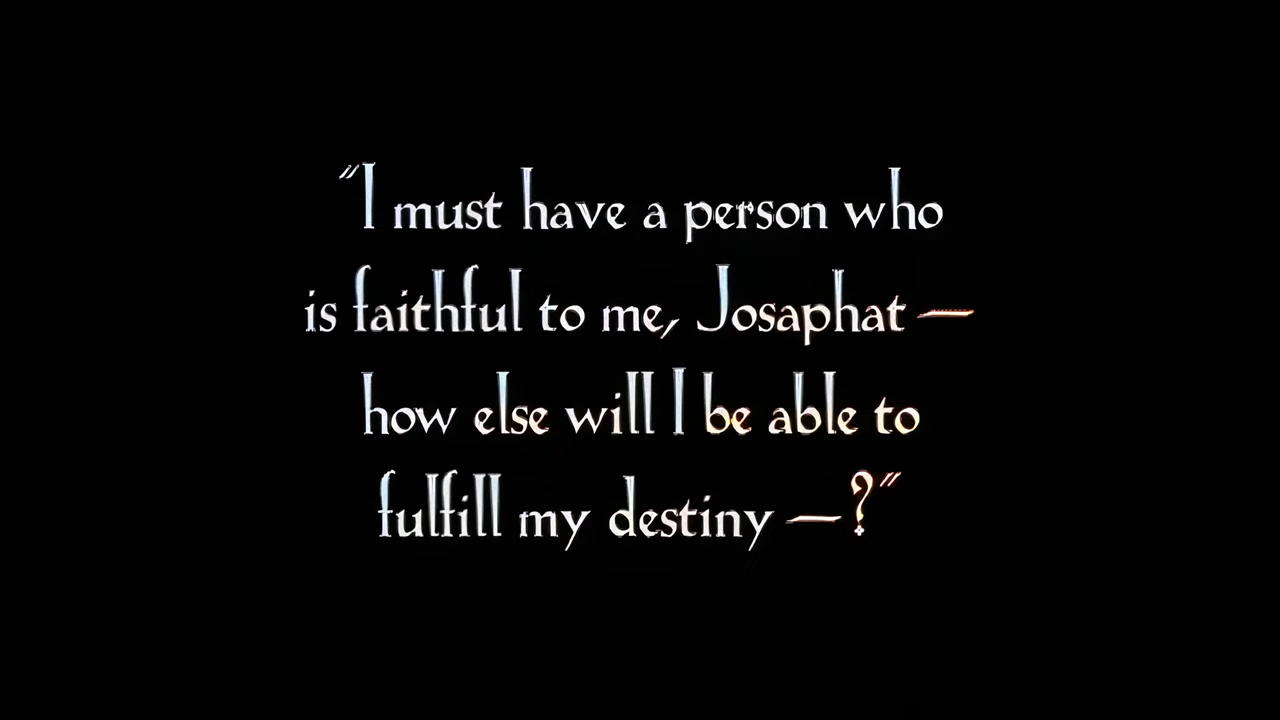 "I must have a person who
is faithful to me, Josaphat —
how else will I be able to
fulfill my destiny —?"